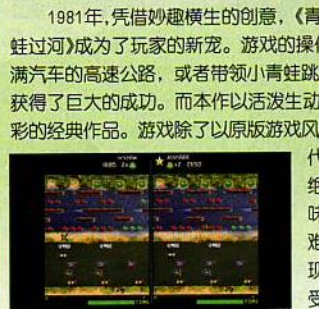 1981年,凭借妙趣横生的创意，《青
蛙过河》成为了玩家的新宠。游戏的操
满汽车的高速公路，或者带领小青蛙跳
获得了巨大的成功。而本作以活泼生动
彩的经典作品。游戏除了以原版游戏风
代
绝
味
难
现
受